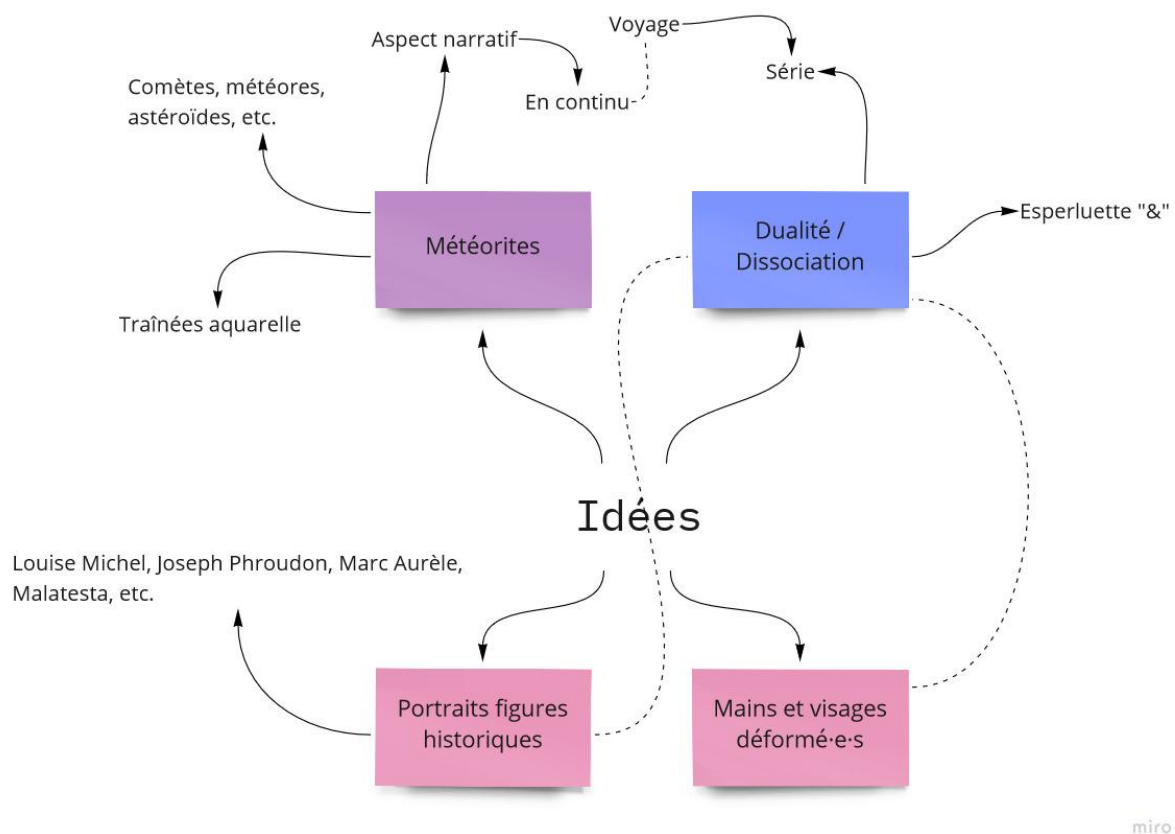 Voyage
Aspect narratif
Série
Comètes, météores,
astéroïdes, etc.
En continu
Météorites
Dualité /
Dissociation
Esperluette "&"
Traînées aquarelle
Idées
Louise Michel, Joseph Phroudon, Marc Aurèle,
Malatesta, etc.
Portraits figures
historiques
Mains et visages
déformé·e·s
miro